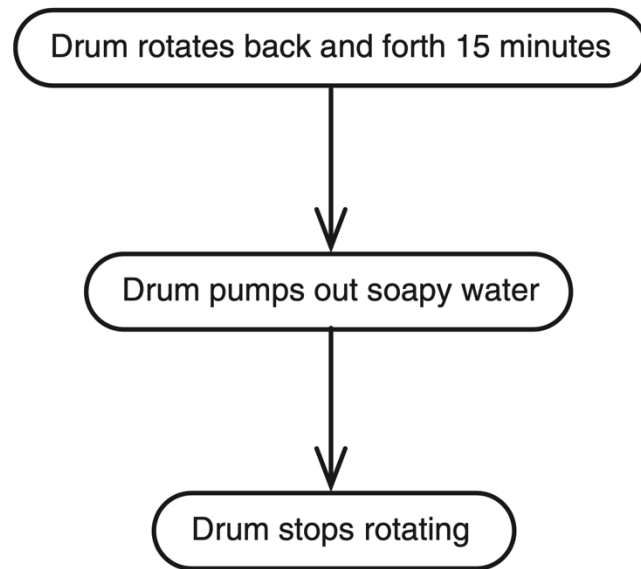 Drum rotates back and forth 15 minutes
Drum pumps out soapy water
Drum stops rotating